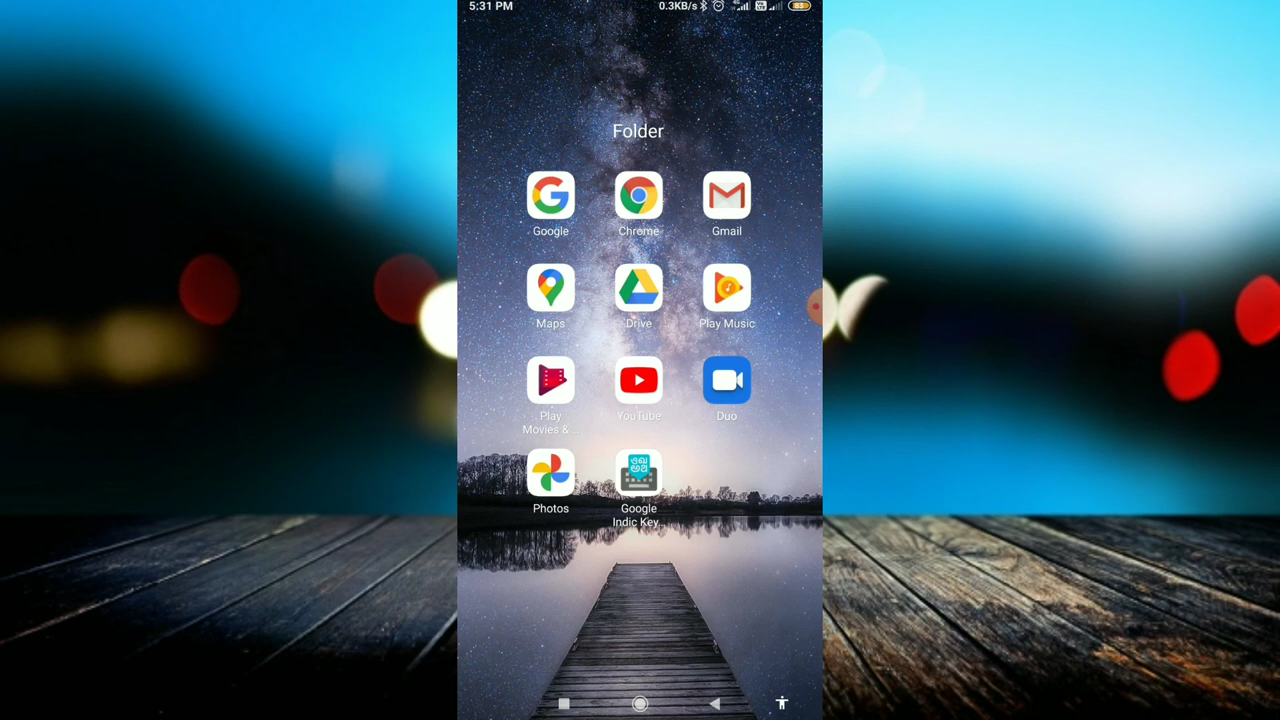 5:31 PM 0.3KB/s 83
Folder
Google Chrome Gmail
Maps Drive Play Music
Play YouTube Duo
Movies & ...
Photos Google
Indic Key...